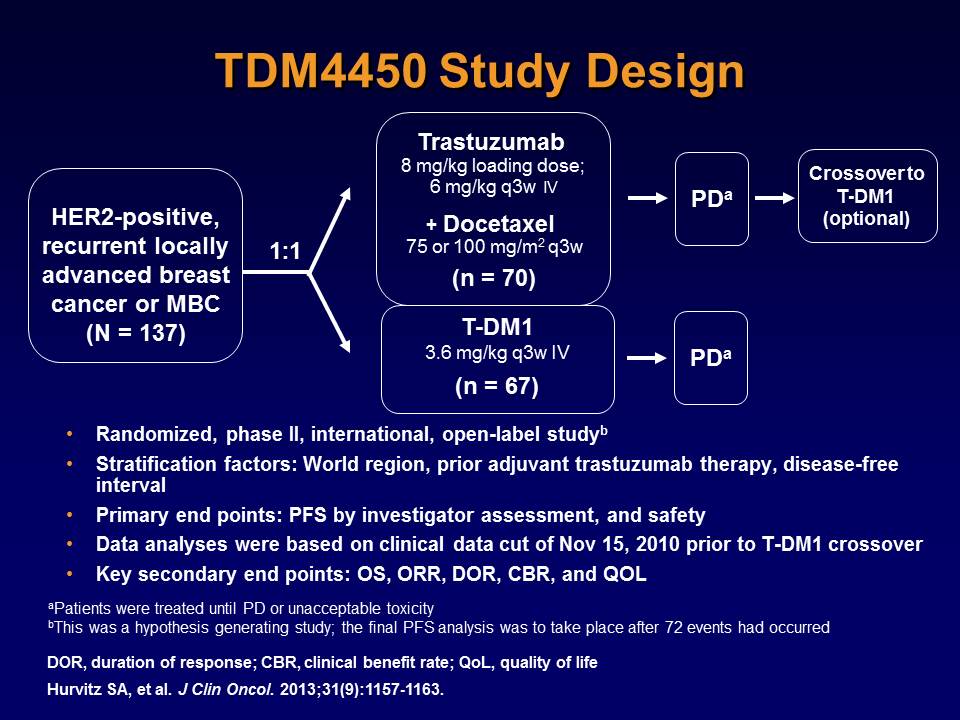 TDM4450 Study Design
HER2-positive,
recurrent locally
advanced breast
cancer or MBC
(N = 137)
1:1
Trastuzumab
8 mg/kg loading dose;
6 mg/kg q3w IV
+ Docetaxel
75 or 100 mg/m² q3w
(n = 70)
PDᵃ
Crossover to
T-DM1
(optional)
T-DM1
3.6 mg/kg q3w IV
(n = 67)
PDᵃ
• Randomized, phase II, international, open-label studyᵇ
• Stratification factors: World region, prior adjuvant trastuzumab therapy, disease-free
interval
• Primary end points: PFS by investigator assessment, and safety
• Data analyses were based on clinical data cut of Nov 15, 2010 prior to T-DM1 crossover
• Key secondary end points: OS, ORR, DOR, CBR, and QOL
ᵃPatients were treated until PD or unacceptable toxicity
ᵇThis was a hypothesis generating study; the final PFS analysis was to take place after 72 events had occurred
DOR, duration of response; CBR, clinical benefit rate; QoL, quality of life
Hurvitz SA, et al. J Clin Oncol. 2013;31(9):1157-1163.